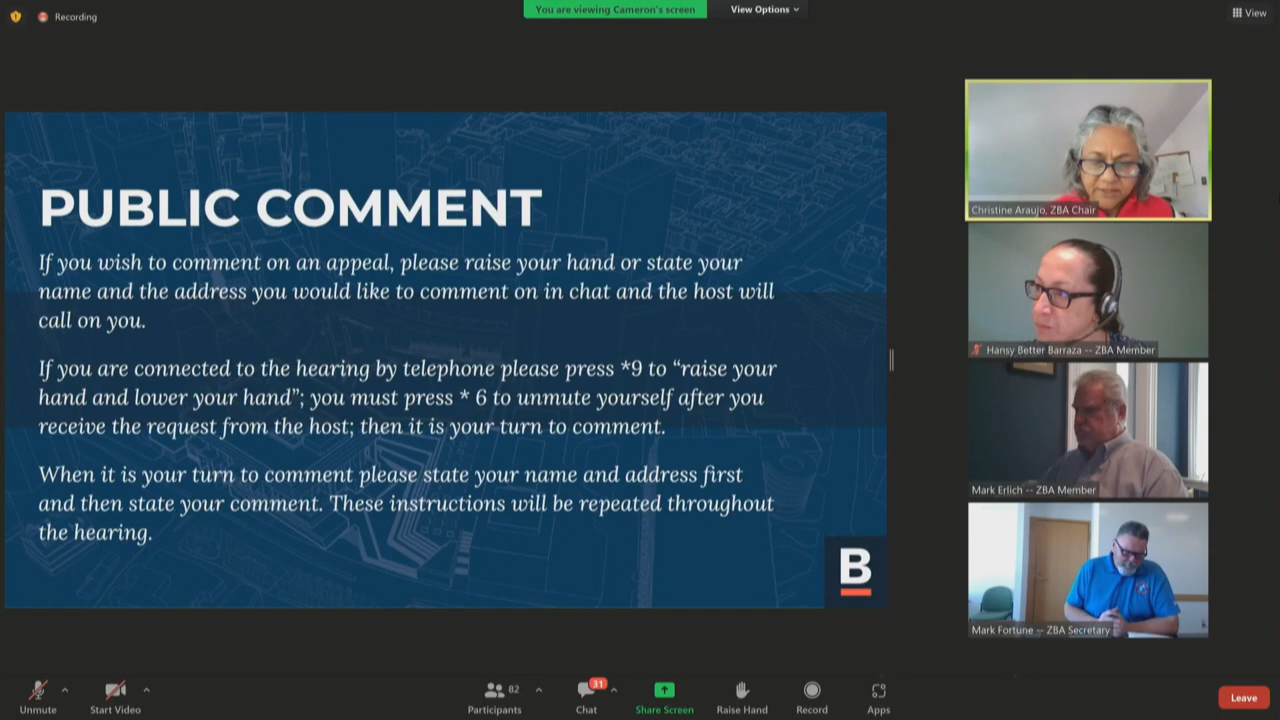 Recording
You are viewing Cameron's screen
View Options
View
PUBLIC COMMENT
If you wish to comment on an appeal, please raise your hand or state your
name and the address you would like to comment on in chat and the host will
call on you.
If you are connected to the hearing by telephone please press *9 to “raise your
hand and lower your hand”; you must press * 6 to unmute yourself after you
receive the request from the host; then it is your turn to comment.
When it is your turn to comment please state your name and address first
and then state your comment. These instructions will be repeated throughout
the hearing.
B
Christine Araujo, ZBA Chair
Hansy Better Barraza -- ZBA Member
Mark Erlich -- ZBA Member
Mark Fortune -- ZBA Secretary
Unmute
Start Video
82
Participants
31
Chat
Share Screen
Raise Hand
Record
Apps
Leave